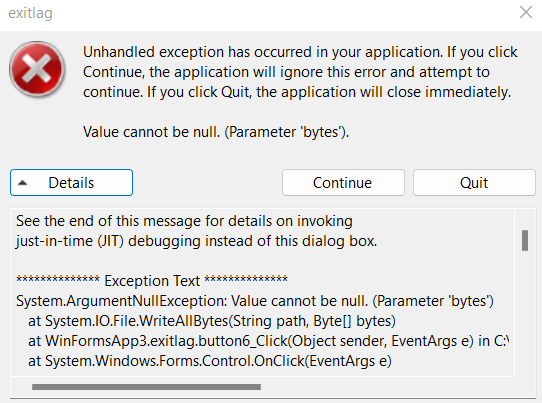 exitlag
Unhandled exception has occurred in your application. If you click
Continue, the application will ignore this error and attempt to
continue. If you click Quit, the application will close immediately.
Value cannot be null. (Parameter 'bytes').
Details
Continue
Quit
See the end of this message for details on invoking
just-in-time (JIT) debugging instead of this dialog box.
************** Exception Text **************
System.ArgumentNullException: Value cannot be null. (Parameter 'bytes')
at System.IO.File.WriteAllBytes(String path, Byte[] bytes)
at WinFormsApp3.exitlag.button6_Click(Object sender, EventArgs e) in C:\
at System.Windows.Forms.Control.OnClick(EventArgs e)